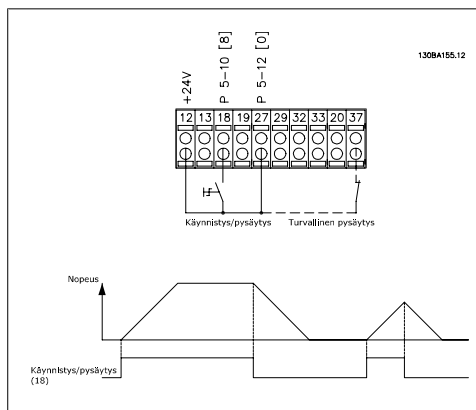 130BA155.12
+24V
P 5-10 [8]
P 5-12 [0]
12 13 18 19 27 29 32 33 20 37
Käynnistys/pysäytys
Turvallinen pysäytys
Nopeus
Käynnistys/pysäytys
(18)